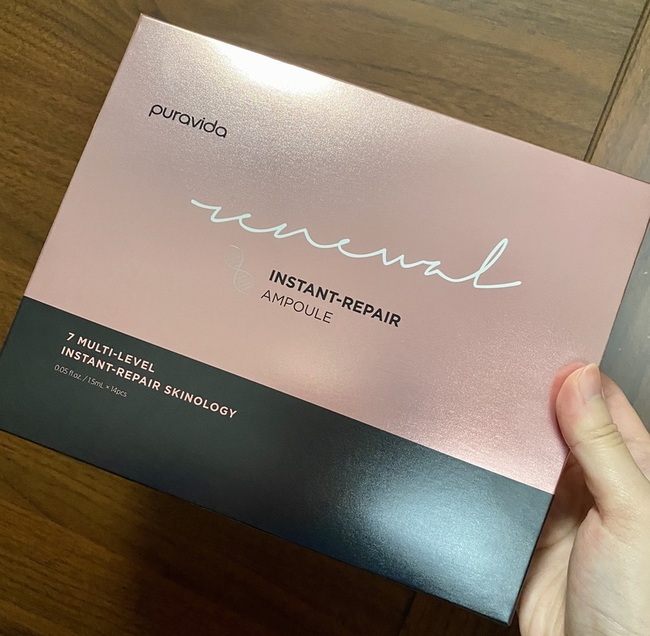 puravida
renewal
INSTANT-REPAIR
AMPOULE
7 MULTI-LEVEL
INSTANT-REPAIR SKINOLOGY
0.05 fl.oz. / 1.5mL * 14pcs